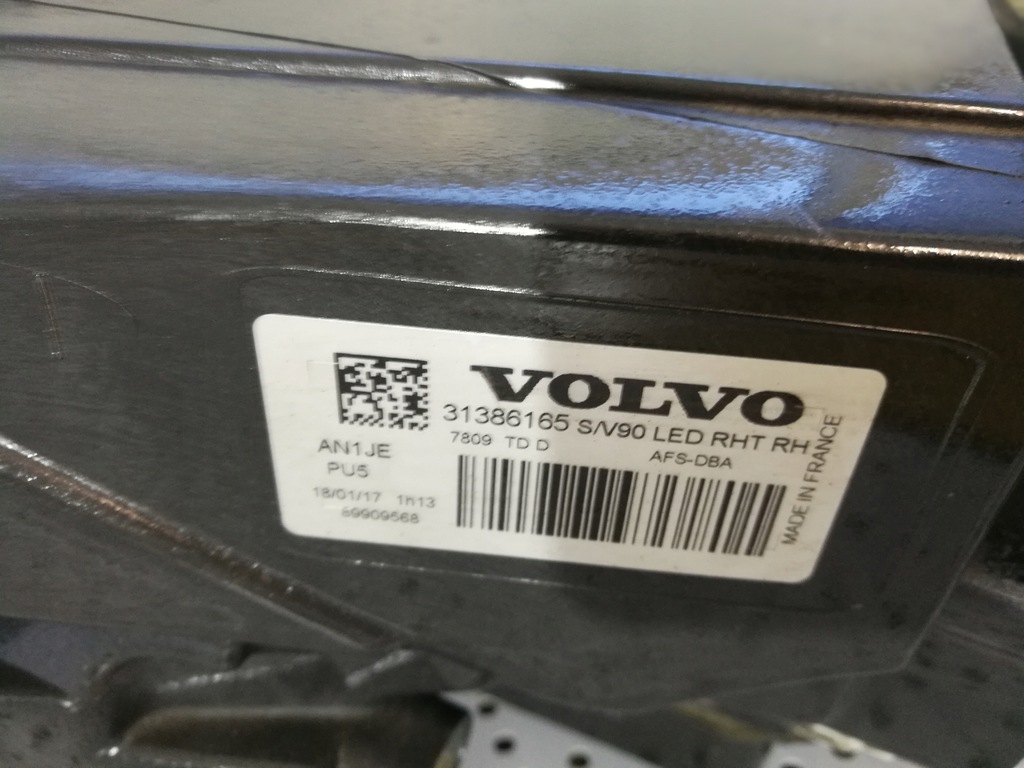 VOLVO
31386165 S/V90 LED RHT RH
7809 TD D AFS-DBA
AN1JE
PU5
18/01/17 1h13
89909568
MADE IN FRANCE